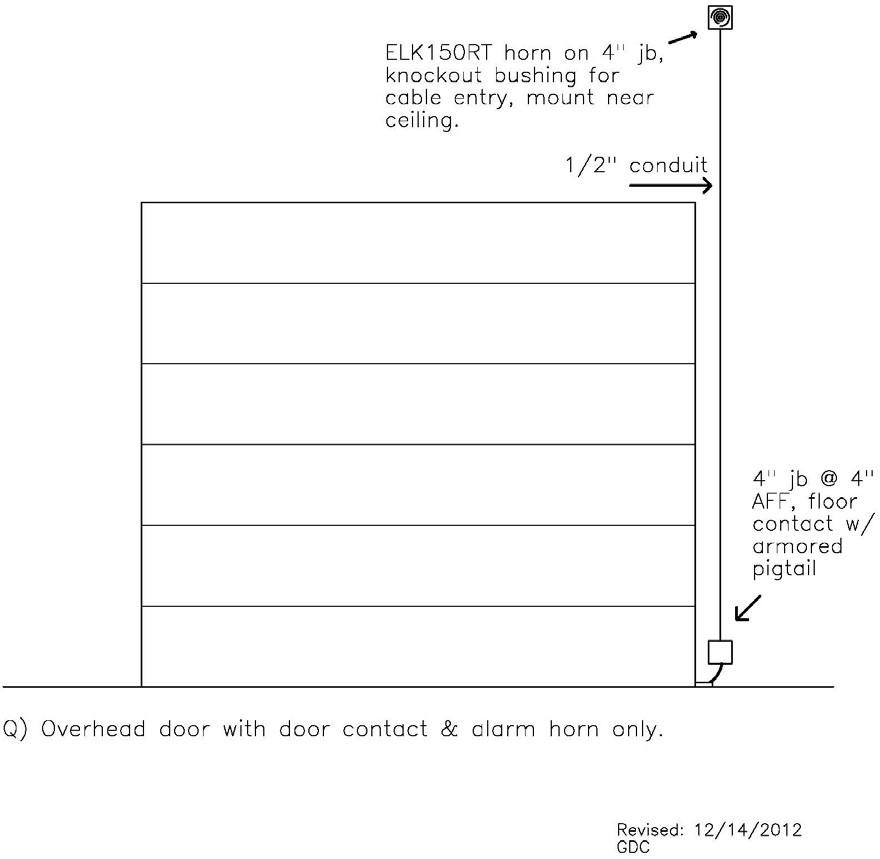 ELK150RT horn on 4" jb,
knockout bushing for
cable entry, mount near
ceiling.
1/2" conduit
4" jb @ 4"
AFF, floor
contact w/
armored
pigtail
Q) Overhead door with door contact & alarm horn only.
Revised: 12/14/2012
GDC